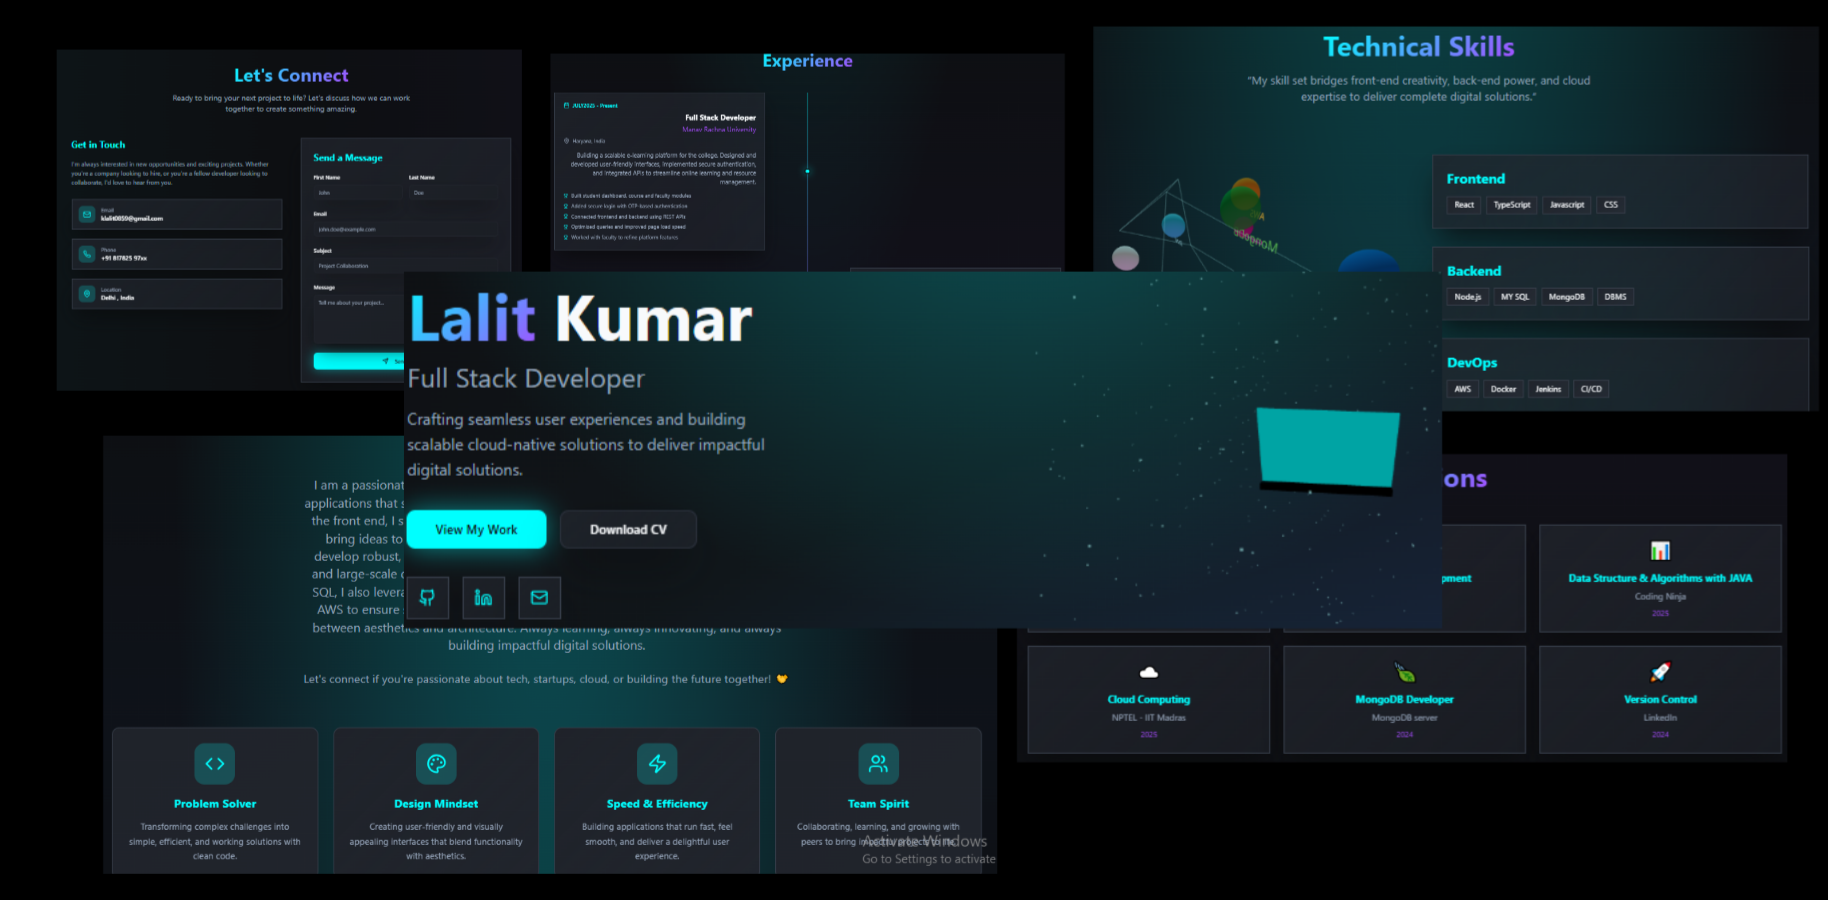 Let's Connect
Ready to bring your next project to life? Let's discuss how we can work
together to create something amazing.
Get in Touch
I'm always interested in new opportunities and exciting projects. Whether
you're a company looking to hire, or you're a fellow developer looking to
collaborate, I'd love to hear from you.
Email
klalit0059@gmail.com
Phone
+91 817825 97xx
Location
Delhi , India
Send a Message
First Name
Last Name
John
Doe
Email
john.doe@example.com
Subject
Project Collaboration
Message
Tell me about your project...
Experience
JULY2025 - Present
Full Stack Developer
Manav Rachna University
Haryana, India
Building a scalable e-learning platform for the college. Designed and
developed user-friendly interfaces, implemented secure authentication,
and integrated APIs to streamline online learning and resource
management.
Built student dashboard, course and faculty modules
Added secure login with OTP-based authentication
Connected frontend and backend using REST APIs
Optimised queries and improved page load speed
Worked with faculty to refine platform features
Technical Skills
"My skill set bridges front-end creativity, back-end power, and cloud
expertise to deliver complete digital solutions."
MongoDB
Frontend
React TypeScript Javascript CSS
Backend
Node.js MY SQL MongoDB DBMS
DevOps
AWS Docker Jenkins CI/CD
Lalit Kumar
Full Stack Developer
Crafting seamless user experiences and building
scalable cloud-native solutions to deliver impactful
digital solutions.
View My Work
Download CV
in
I am a passionat
applications that s
the front end, I s
bring ideas to
develop robust,
and large-scale c
SQL, I also levera
AWS to ensure
between aesthetics and architecture. Always learning, always innovating, and always
building impactful digital solutions.
Let's connect if you're passionate about tech, startups, cloud, or building the future together!
Problem Solver
Transforming complex challenges into
simple, efficient, and working solutions with
clean code.
Design Mindset
Creating user-friendly and visually
appealing interfaces that blend functionality
with aesthetics.
Speed & Efficiency
Building applications that run fast, feel
smooth, and deliver a delightful user
experience.
Team Spirit
Collaborating, learning, and growing with
peers to bring impactful projects to life.
Activate Windows
Go to Settings to activate
ons
pment
Data Structure & Algorithms with JAVA
Coding Ninja
2025
Cloud Computing
NPTEL - IIT Madras
2025
MongoDB Developer
MongoDB server
2024
Version Control
LinkedIn
2024